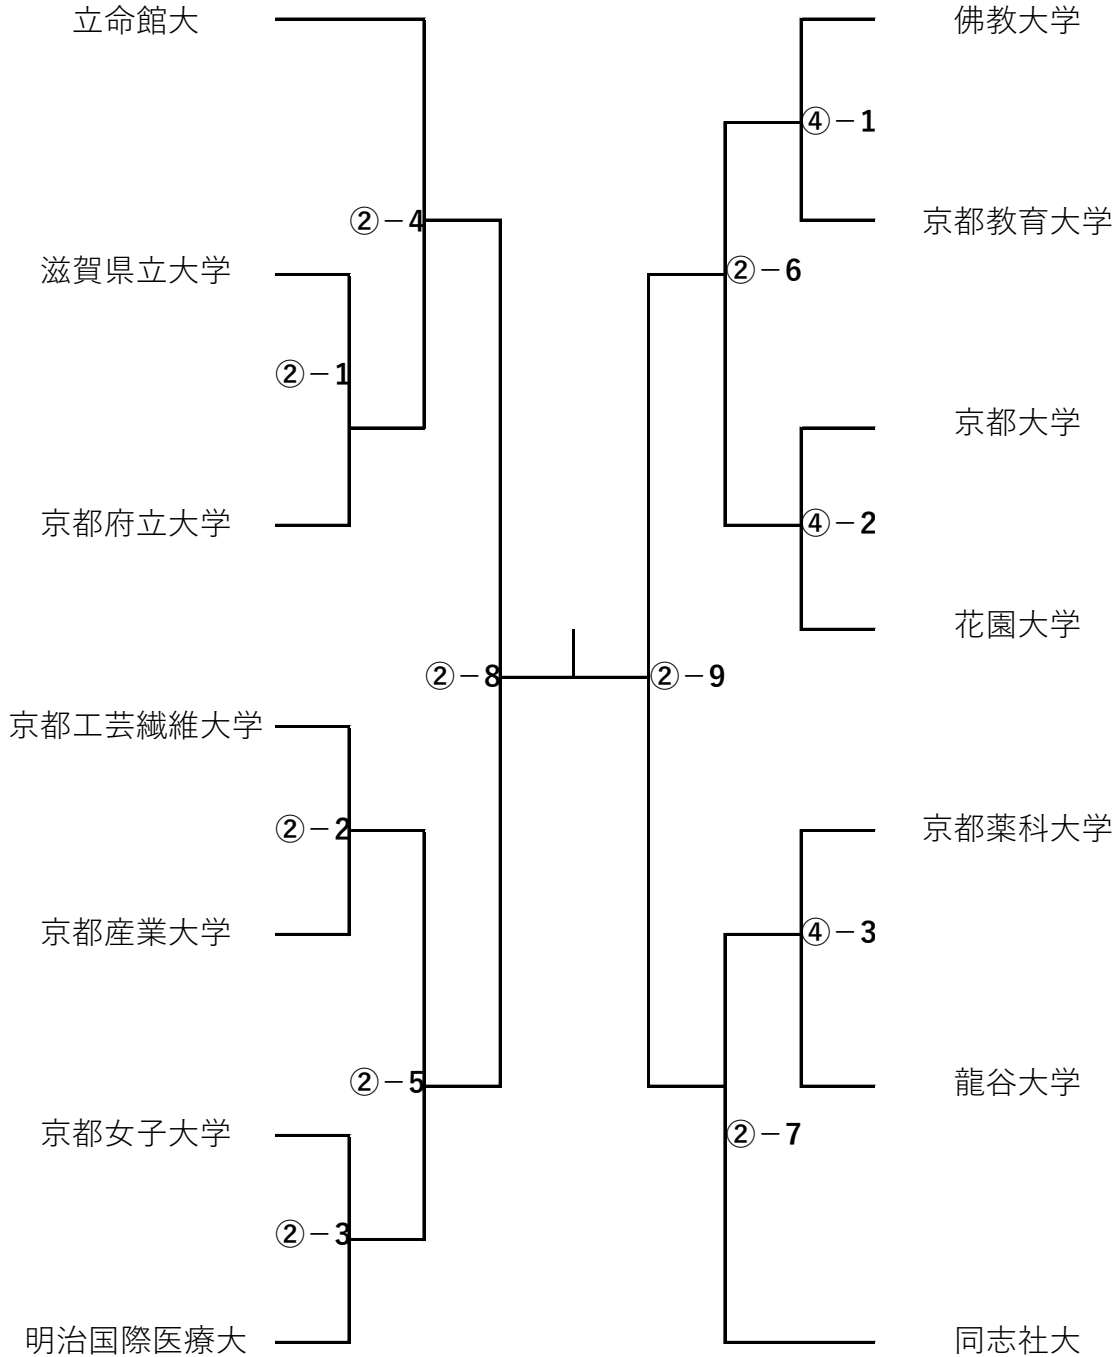 立命館大
②－4
滋賀県立大学
②－1
京都府立大学
②－8
京都工芸繊維大学
②－2
京都産業大学
②－5
京都女子大学
②－3
明治国際医療大
佛教大学
④－1
京都教育大学
②－6
京都大学
④－2
花園大学
②－9
京都薬科大学
④－3
龍谷大学
②－7
同志社大